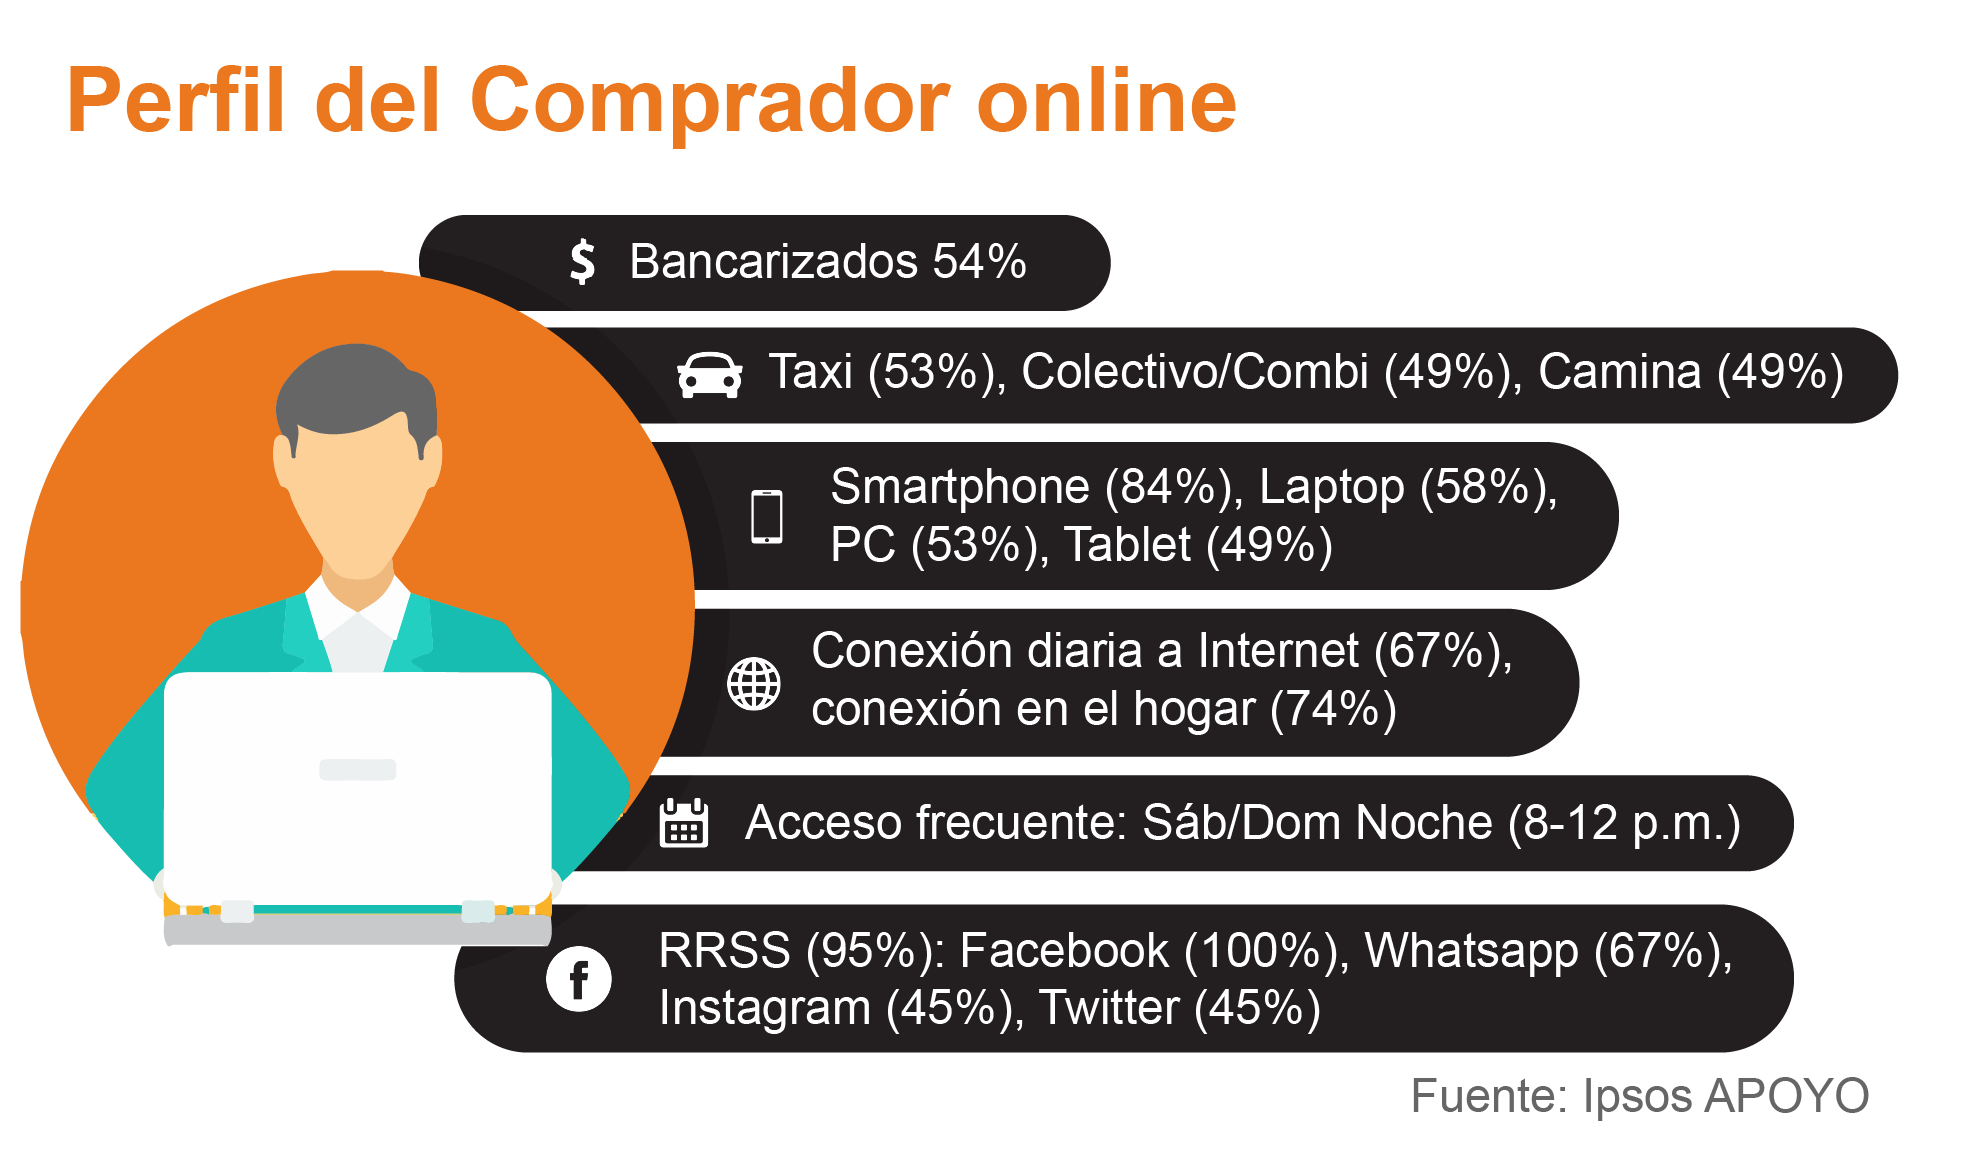 Perfil del Comprador online
$ Bancarizados 54%
Taxi (53%), Colectivo/Combi (49%), Camina (49%)
Smartphone (84%), Laptop (58%),
PC (53%), Tablet (49%)
Conexión diaria a Internet (67%),
conexión en el hogar (74%)
Acceso frecuente: Sáb/Dom Noche (8-12 p.m.)
RRSS (95%): Facebook (100%), Whatsapp (67%),
Instagram (45%), Twitter (45%)
Fuente: Ipsos APOYO